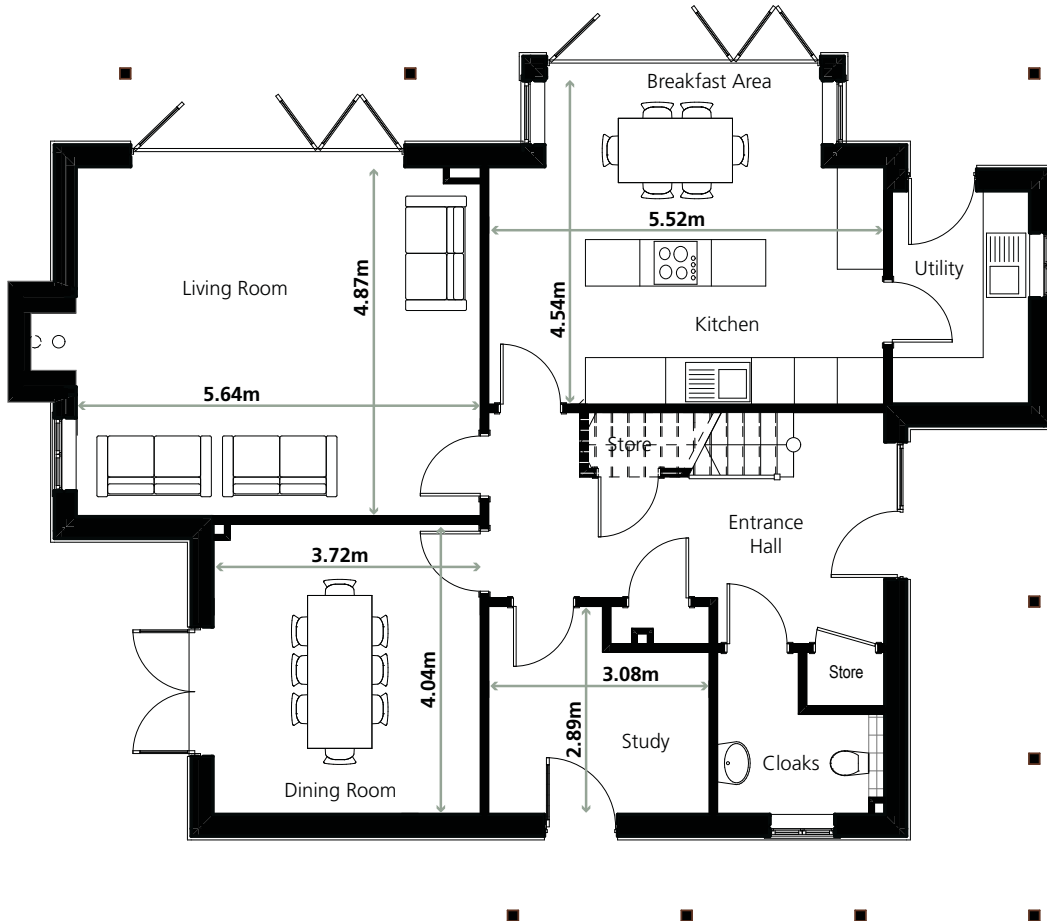 Breakfast Area
5.52m
4.87m
Living Room
Utility
4.54m
Kitchen
5.64m
Store
Entrance
Hall
3.72m
4.04m
3.08m
Store
2.89m
Study
Cloaks
Dining Room